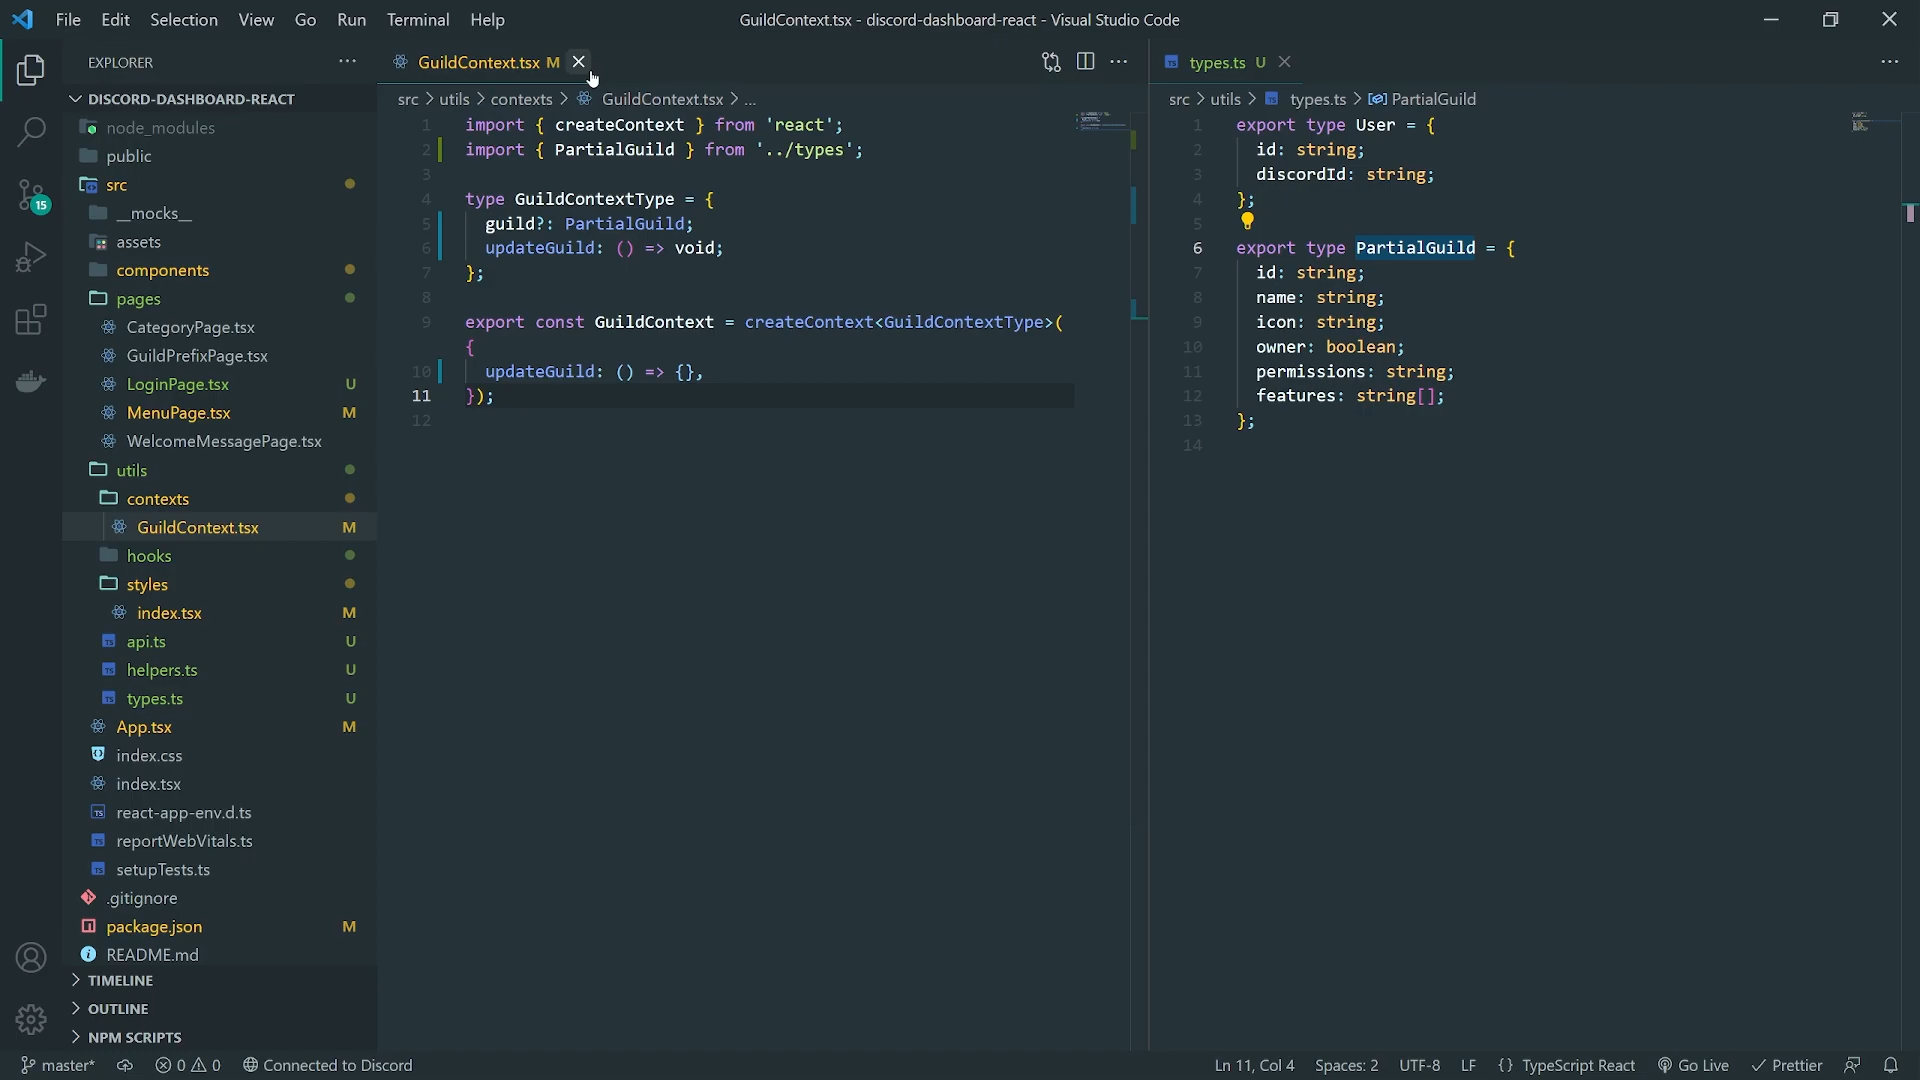 File Edit Selection View Go Run Terminal Help
GuildContext.tsx - discord-dashboard-react - Visual Studio Code
EXPLORER
DISCORD-DASHBOARD-REACT
node_modules
public
src
__mocks__
assets
components
pages
CategoryPage.tsx
GuildPrefixPage.tsx
LoginPage.tsx U
MenuPage.tsx M
WelcomeMessagePage.tsx
utils
contexts
GuildContext.tsx M
hooks
styles
index.tsx M
api.ts U
helpers.ts U
types.ts U
App.tsx M
index.css
index.tsx
react-app-env.d.ts
reportWebVitals.ts
setupTests.ts
.gitignore
package.json M
README.md
TIMELINE
OUTLINE
NPM SCRIPTS
15
GuildContext.tsx M
src > utils > contexts > GuildContext.tsx > ...
1 import { createContext } from 'react';
2 import { PartialGuild } from '../types';
3
4 type GuildContextType = {
5 guild?: PartialGuild;
6 updateGuild: () => void;
7 };
8
9 export const GuildContext = createContext<GuildContextType>(
{
10 updateGuild: () => {},
11 });
12
types.ts U
src > utils > types.ts > PartialGuild
1 export type User = {
2 id: string;
3 discordId: string;
4 };
5
6 export type PartialGuild = {
7 id: string;
8 name: string;
9 icon: string;
10 owner: boolean;
11 permissions: string;
12 features: string[];
13 };
14
master* 0 0 Connected to Discord
Ln 11, Col 4 Spaces: 2 UTF-8 LF {} TypeScript React Go Live Prettier